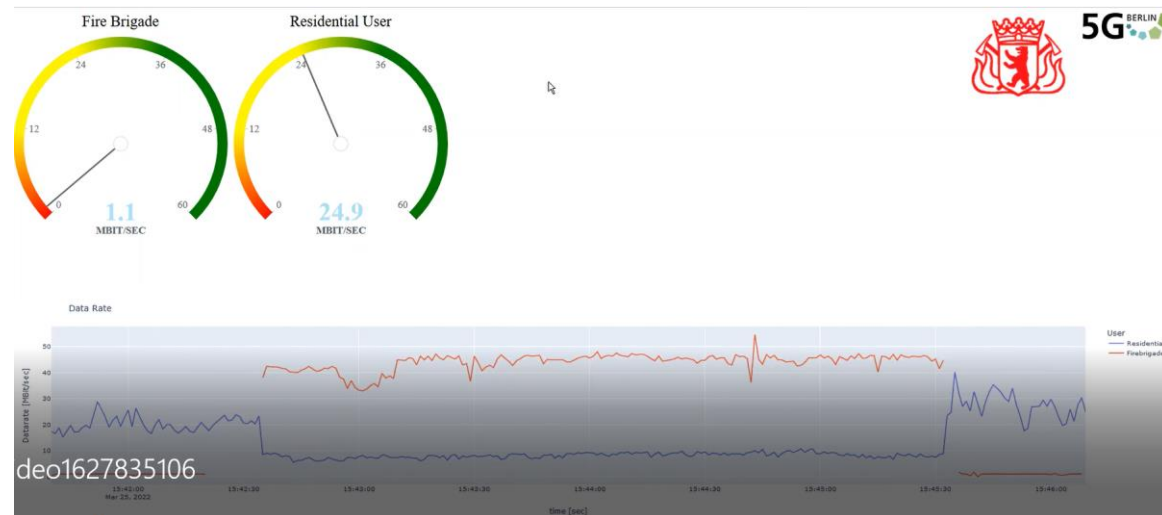 Fire Brigade
Residential User
5G BERLIN
24
36
24
36
12
48
12
48
0
60
0
60
1.1
24.9
MBIT/SEC
MBIT/SEC
Data Rate
User
Residential
Firebrigade
50
40
30
20
10
Datarate [MBit/sec]
deo1627835106
15:42:00
15:42:30
15:43:00
15:43:30
15:44:00
15:44:30
15:45:00
15:45:30
15:46:00
Mar 25, 2022
time [sec]